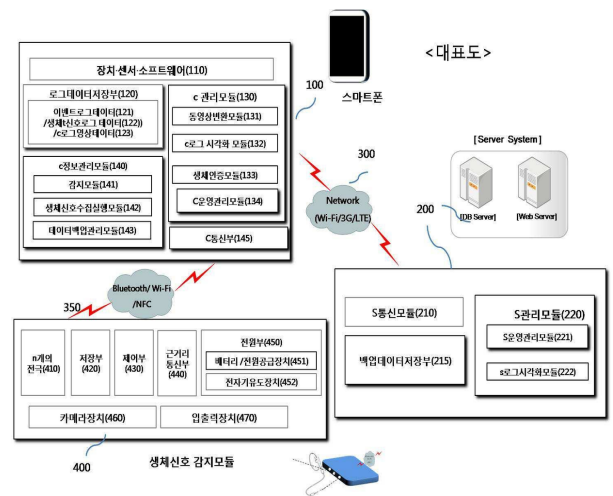 <대표도>
장치·센서·소프트웨어(110)
로그데이터저장부(120)
이벤트로그데이터(121)
/생체t신호로그 데이터(122))
/c로그영상데이터(123)
c정보관리모듈(140)
감지모듈(141)
생체신호수집실행모듈(142)
데이터백업관리모듈(143)
c 관리모듈(130)
동영상변환모듈(131)
c로그 시각화 모듈(132)
생체인증모듈(133)
C운영관리모듈(134)
C통신부(145)
100
스마트폰
300
Network
(Wi-Fi/3G/LTE)
[Server System]
[DB Server]
[Web Server]
200
S통신모듈(210)
백업데이터저장부(215)
S관리모듈(220)
S운영관리모듈(221)
s로그시각화모듈(222)
Bluetooth/ Wi-Fi
/NFC
350
n개의
전극(410)
저장부
(420)
제어부
(430)
근거리
통신부
(440)
전원부(450)
배터리 /전원공급장치(451)
전자기유도장치(452)
카메라장치(460)
입출력장치(470)
400
생체신호 감지모듈